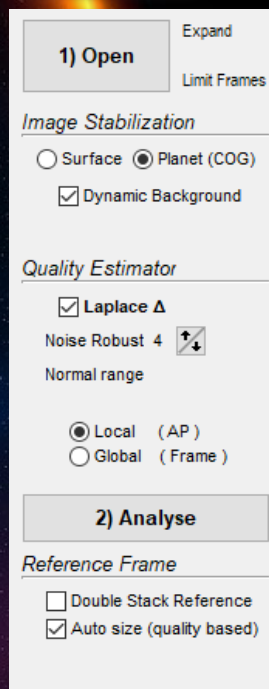 1) Open
Expand
Limit Frames
Image Stabilization
Surface Planet (COG)
Dynamic Background
Quality Estimator
Laplace Δ
Noise Robust 4
Normal range
Local (AP)
Global (Frame)
2) Analyse
Reference Frame
Double Stack Reference
Auto size (quality based)